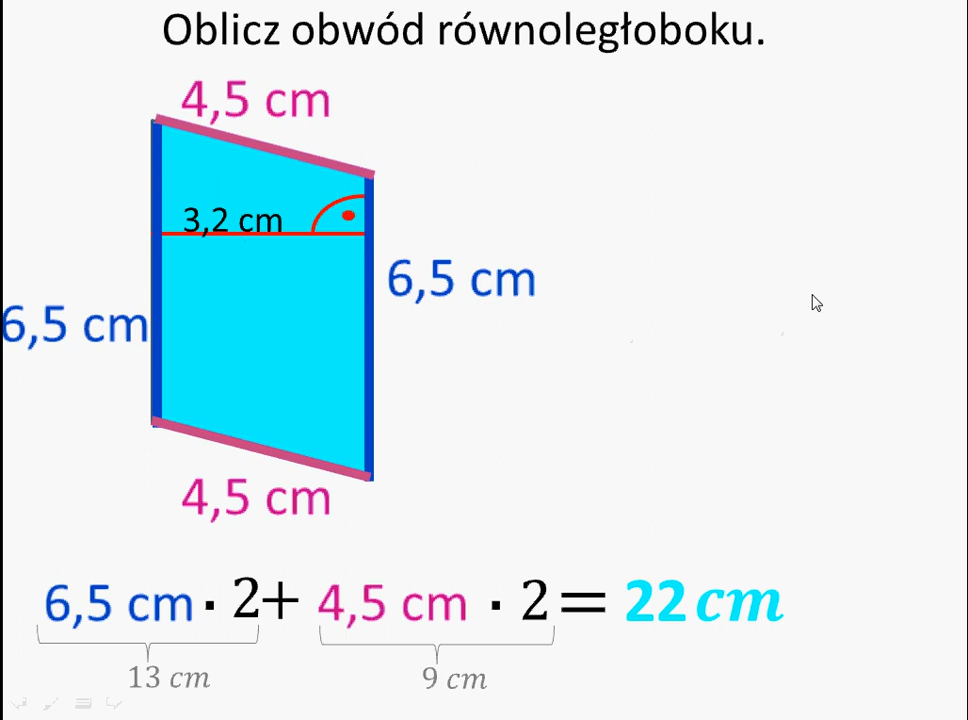 Oblicz obwód równoległoboku.
4,5 cm
3,2 cm
6,5 cm
6,5 cm
4,5 cm
6,5 cm · 2 + 4,5 cm · 2 = 22 cm
13 cm 9 cm